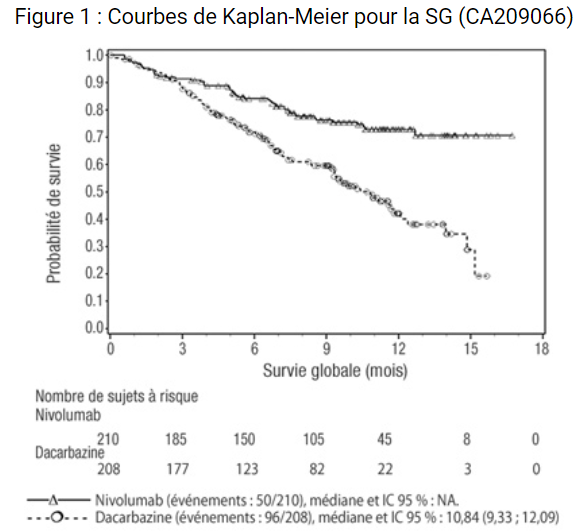 Figure 1 : Courbes de Kaplan-Meier pour la SG (CA209066)
Probabilité de survie
1.0
0.9
0.8
0.7
0.6
0.5
0.4
0.3
0.2
0.1
0.0
0 3 6 9 12 15 18
Survie globale (mois)
Nombre de sujets à risque
Nivolumab
210 185 150 105 45 8 0
Dacarbazine
208 177 123 82 22 3 0
Nivolumab (événements : 50/210), médiane et IC 95 % : NA.
Dacarbazine (événements : 96/208), médiane et IC 95 % : 10,84 (9,33 ; 12,09)